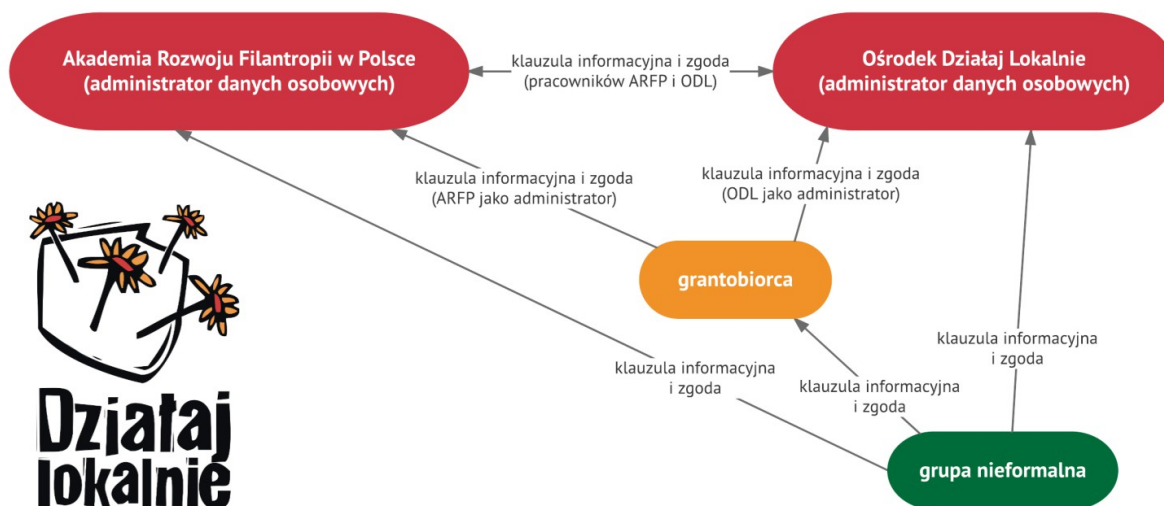 Akademia Rozwoju Filantropii w Polsce
(administrator danych osobowych)
klauzula informacyjna i zgoda
(pracowników ARFP i ODL)
Ośrodek Działaj Lokalnie
(administrator danych osobowych)
klauzula informacyjna i zgoda
(ARFP jako administrator)
klauzula informacyjna i zgoda
(ODL jako administrator)
grantobiorca
klauzula informacyjna
i zgoda
klauzula informacyjna
i zgoda
klauzula informacyjna
i zgoda
grupa nieformalna
Działaj
lokalnie